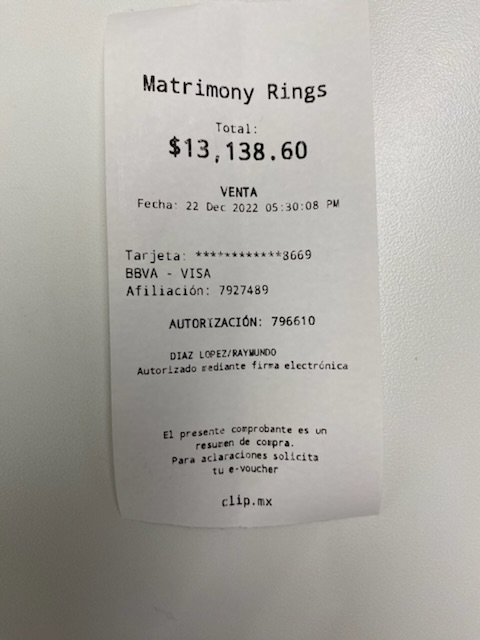 Matrimony Rings
Total:
$13,138.60
VENTA
Fecha: 22 Dec 2022 05:30:08 PM
Tarjeta: ************8669
BBVA - VISA
Afiliación: 7927489
AUTORIZACIÓN: 796610
DIAZ LOPEZ/RAYMUNDO
Autorizado mediante firma electrónica
El presente comprobante es un
resumen de compra.
Para aclaraciones solicita
tu e-voucher
clip.mx